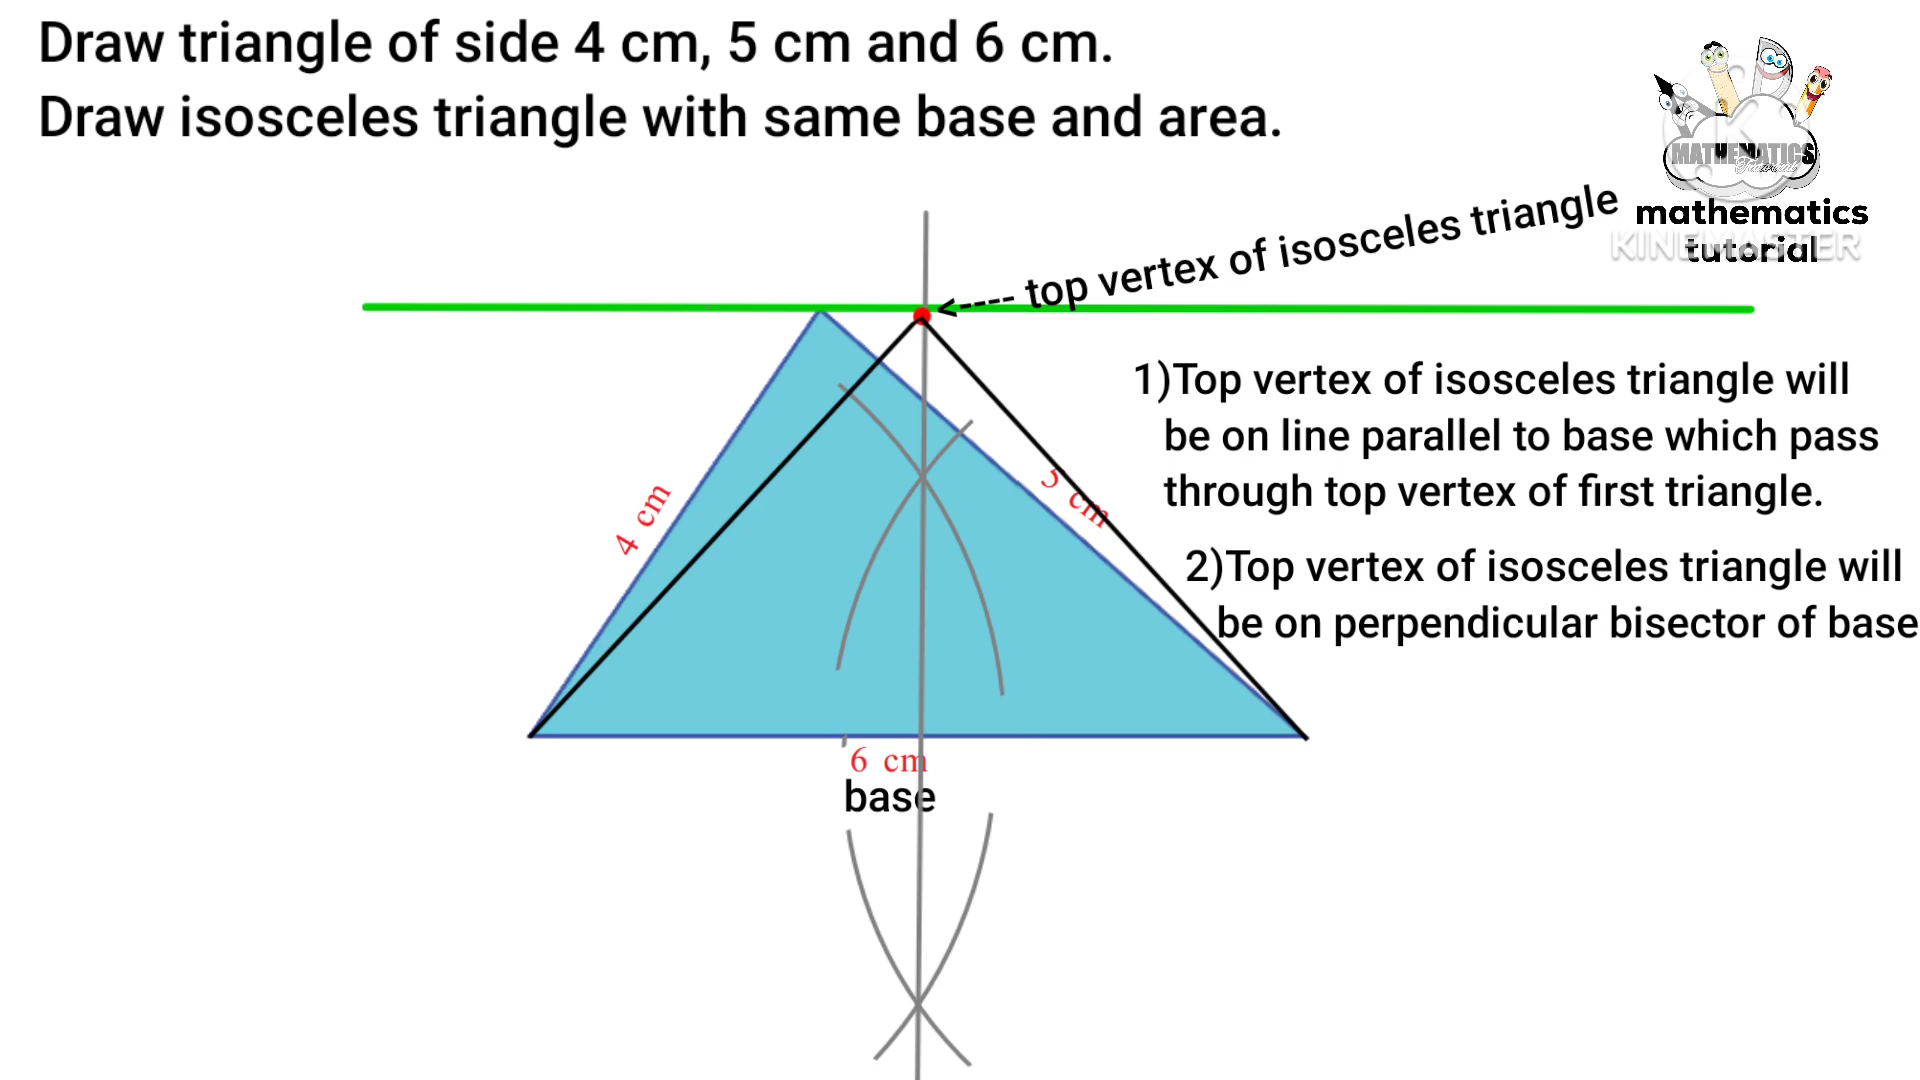 Draw triangle of side 4 cm, 5 cm and 6 cm.
Draw isosceles triangle with same base and area.
MATHEMATICS
Tutorial
mathematics
tutorial
KINEMASTER
<---- top vertex of isosceles triangle
1)Top vertex of isosceles triangle will
be on line parallel to base which pass
through top vertex of first triangle.
4 cm
5 cm
2)Top vertex of isosceles triangle will
be on perpendicular bisector of base
6 cm
base